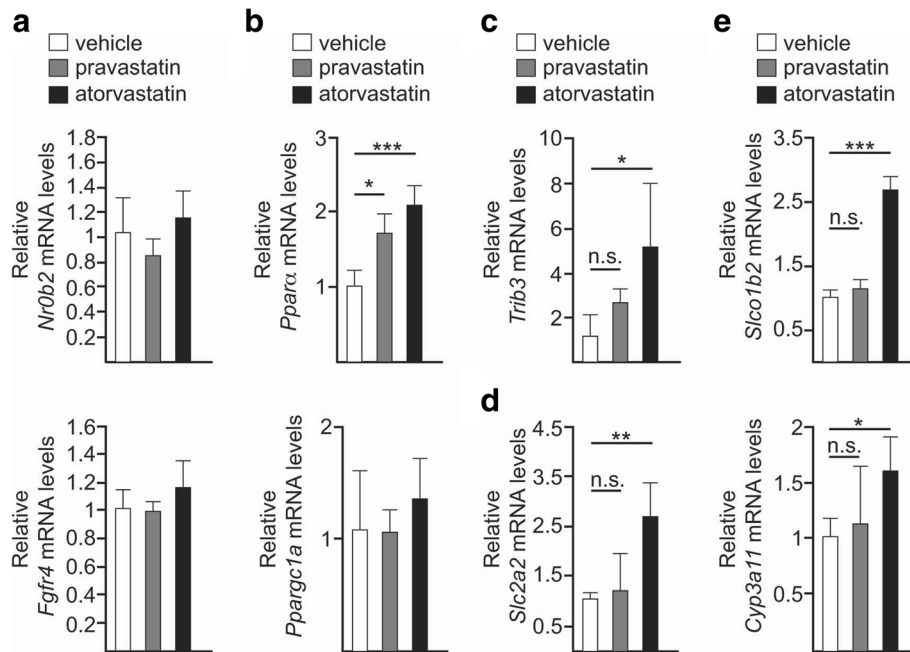 a
vehicle
pravastatin
atorvastatin
Relative
Nr0b2 mRNA levels
1.8
1.6
1.4
1.2
1
0.8
0.6
0.4
0.2
Relative
Fgfr4 mRNA levels
1.6
1.4
1.2
1
0.8
0.6
0.4
0.2
b
vehicle
pravastatin
atorvastatin
Relative
Pparα mRNA levels
3
2
1
***
*
Relative
Ppargc1a mRNA levels
2
1
c
vehicle
pravastatin
atorvastatin
Relative
Trib3 mRNA levels
10
8
6
4
2
*
n.s.
d
Relative
Slc2a2 mRNA levels
4.5
3.5
2.5
1.5
0.5
**
n.s.
e
vehicle
pravastatin
atorvastatin
Relative
Slco1b2 mRNA levels
3.5
2.5
1.5
0.5
***
n.s.
Relative
Cyp3a11 mRNA levels
2
1.5
1
0.5
*
n.s.